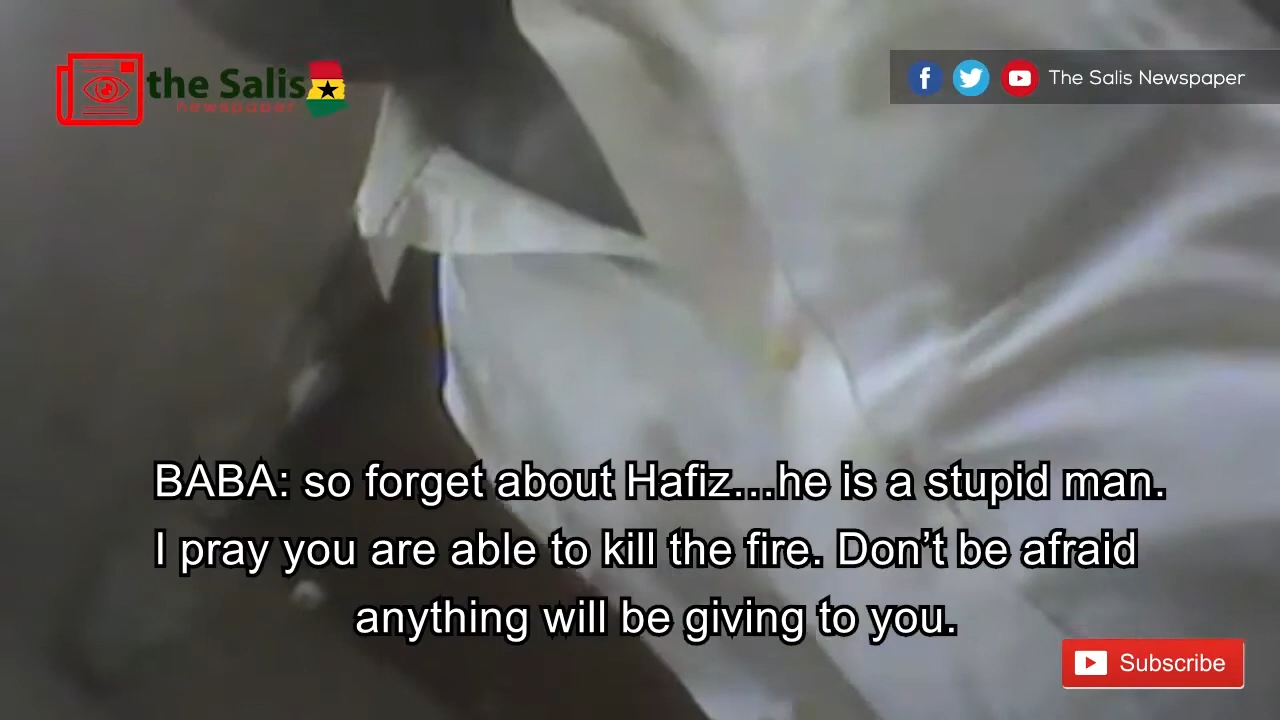 the Salis
newspaper
The Salis Newspaper
BABA: so forget about Hafiz...he is a stupid man.
I pray you are able to kill the fire. Don’t be afraid
anything will be giving to you.
Subscribe